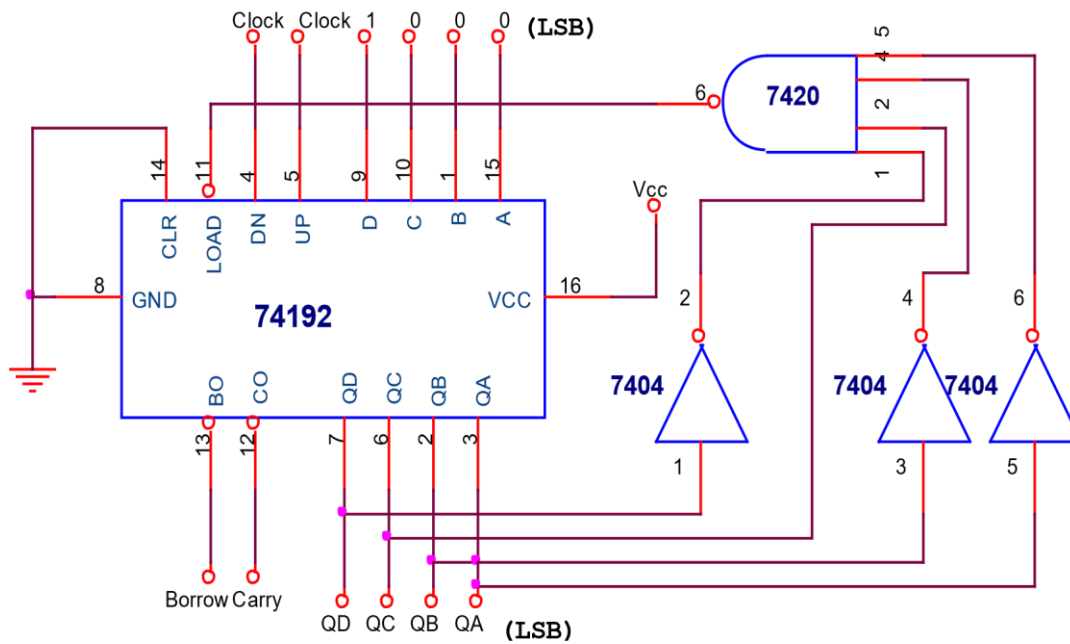 Clock Clock 1 0 0 0 (LSB)
5
4
6 7420 2
1
14 11 4 5 9 10 1 15
Vcc
CLR LOAD DN UP D C B A
8 GND VCC 16
74192
2 4 6
7404 7404 7404
BO CO QD QC QB QA
13 12 7 6 2 3
1 3 5
Borrow Carry QD QC QB QA (LSB)